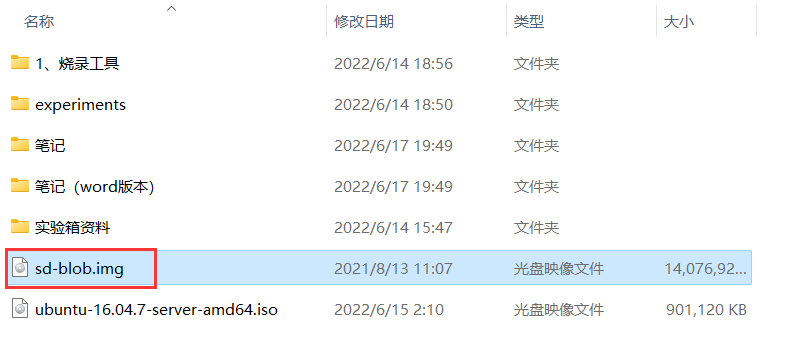 名称 修改日期 类型 大小
1、烧录工具 2022/6/14 18:56 文件夹
experiments 2022/6/14 18:50 文件夹
笔记 2022/6/17 19:49 文件夹
笔记（word版本） 2022/6/17 19:49 文件夹
实验箱资料 2022/6/14 15:47 文件夹
sd-blob.img 2021/8/13 11:07 光盘映像文件 14,076,92...
ubuntu-16.04.7-server-amd64.iso 2022/6/15 2:10 光盘映像文件 901,120 KB